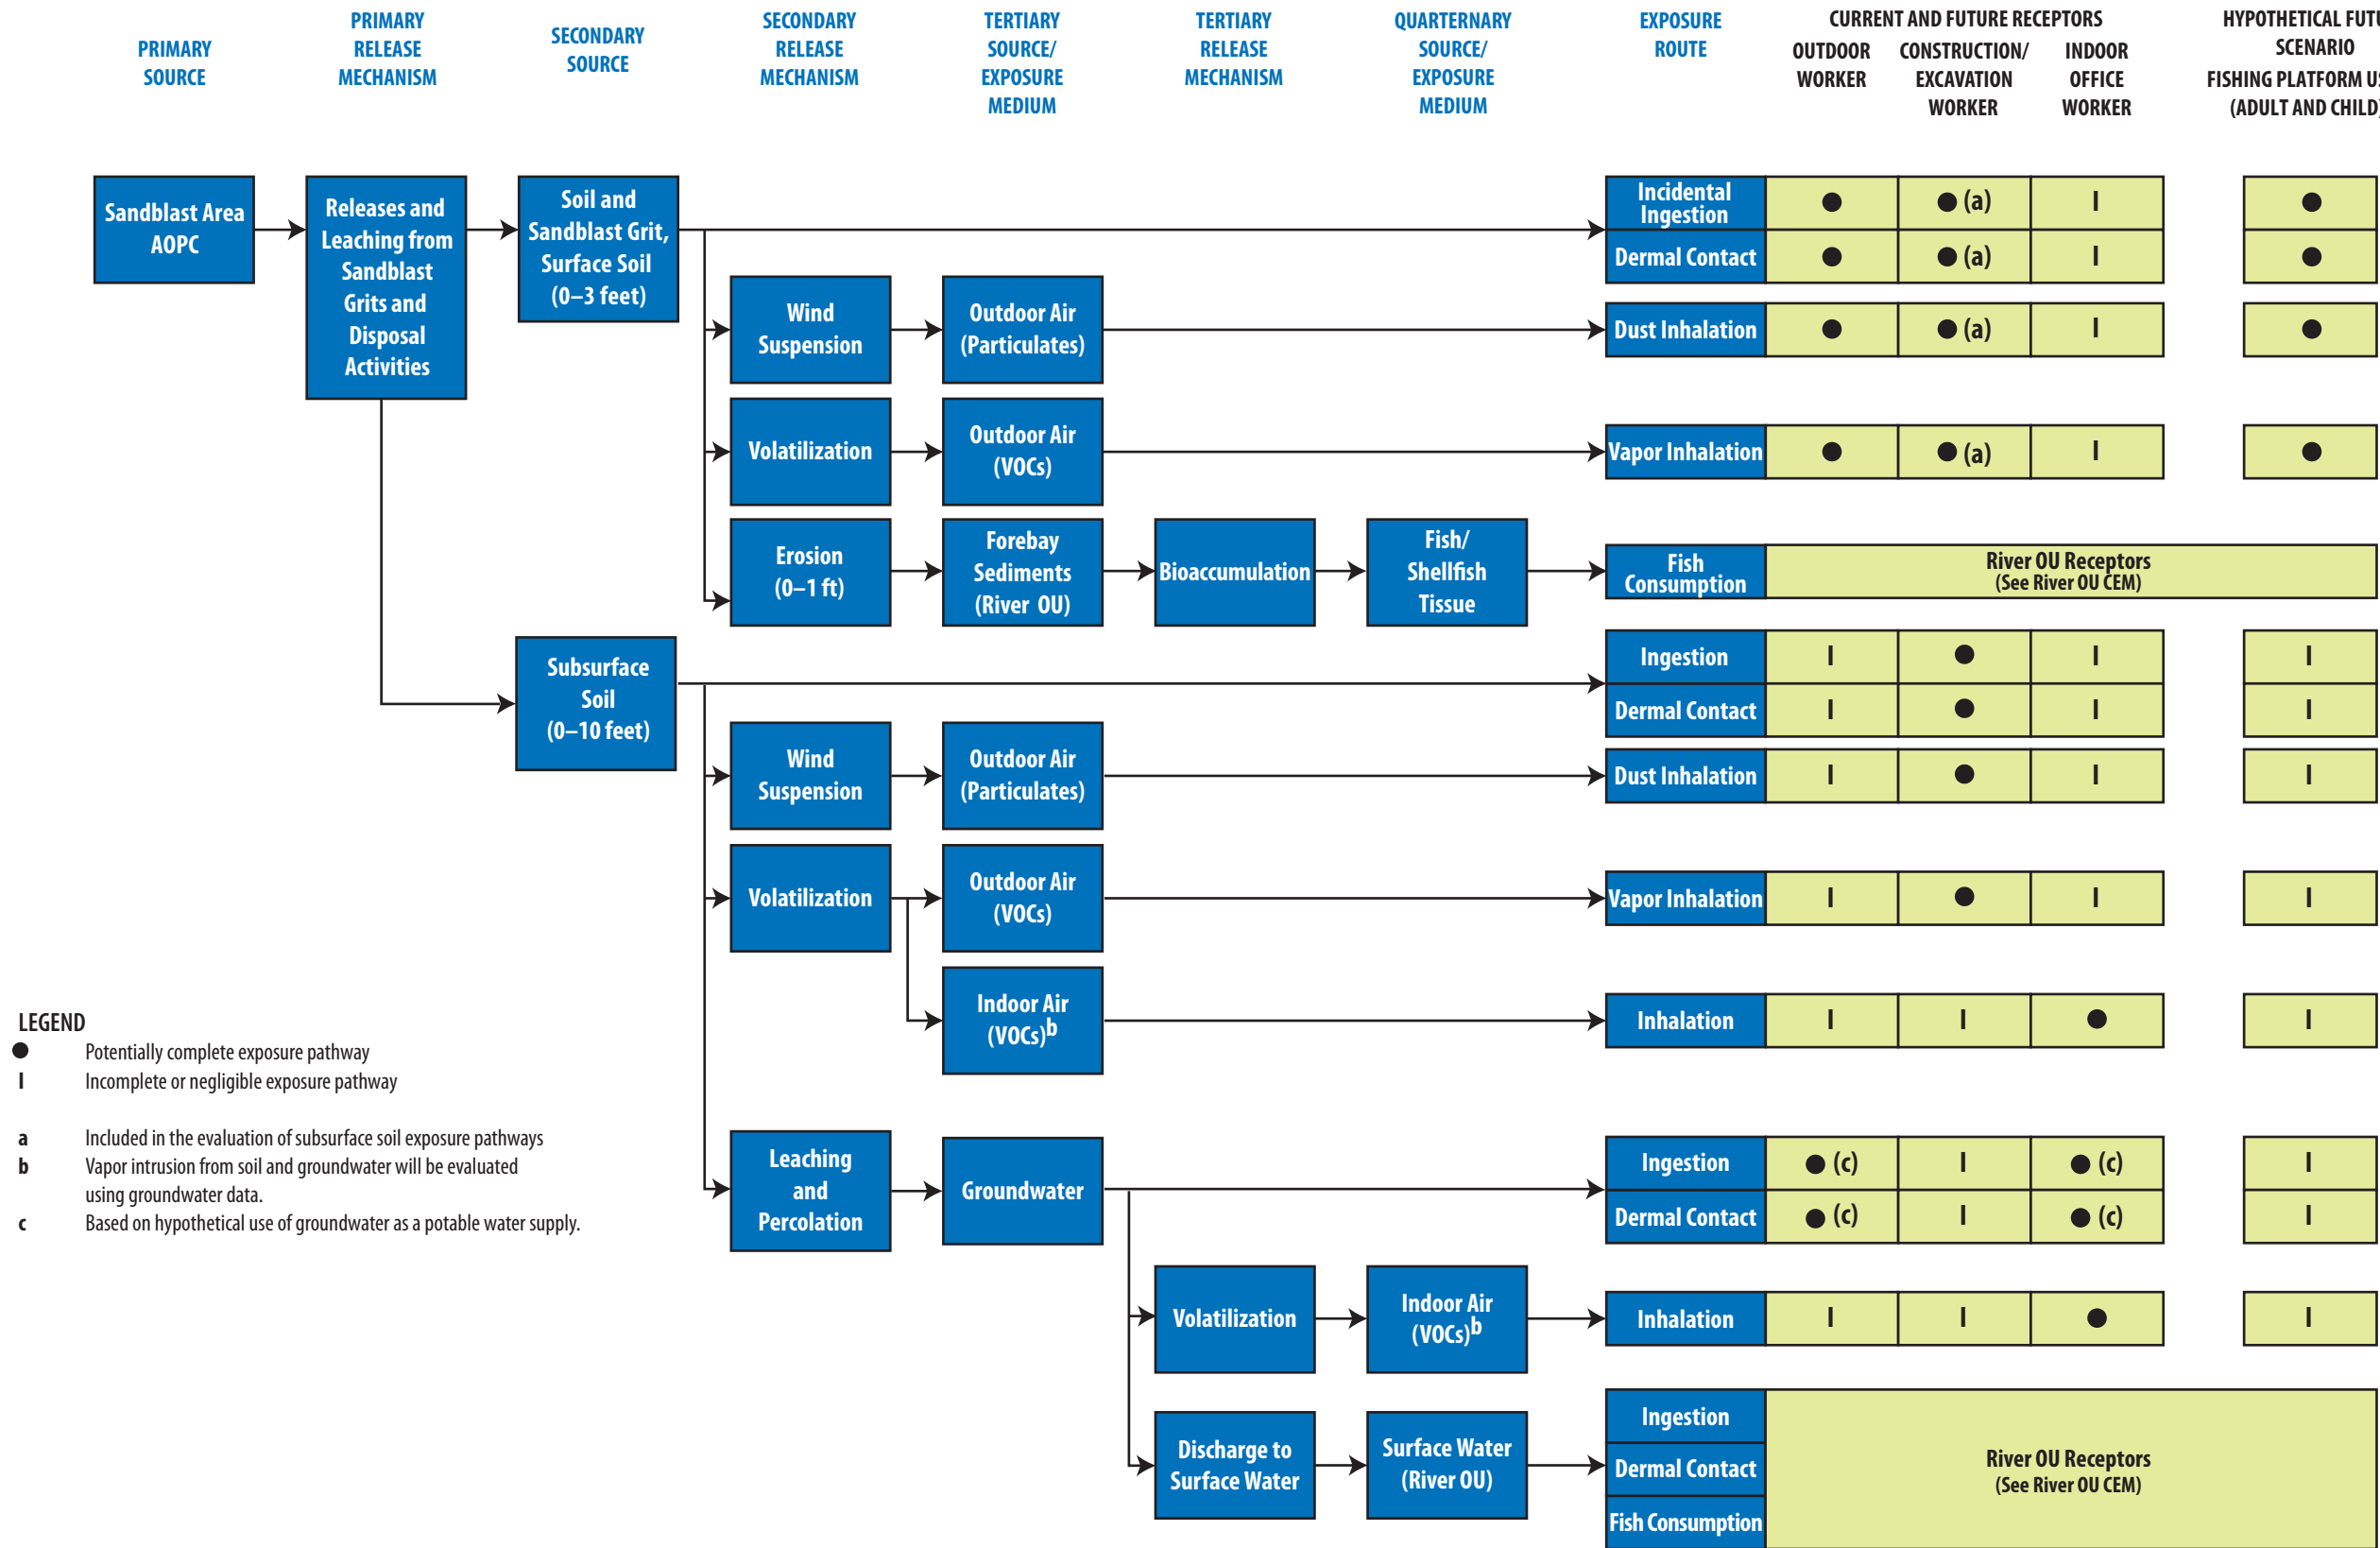 PRIMARY
SOURCE
PRIMARY
RELEASE
MECHANISM
SECONDARY
SOURCE
SECONDARY
RELEASE
MECHANISM
TERTIARY
SOURCE/
EXPOSURE
MEDIUM
TERTIARY
RELEASE
MECHANISM
QUARTERNARY
SOURCE/
EXPOSURE
MEDIUM
EXPOSURE
ROUTE
CURRENT AND FUTURE RECEPTORS
OUTDOOR
WORKER
CONSTRUCTION/
EXCAVATION
WORKER
INDOOR
OFFICE
WORKER
HYPOTHETICAL
SCENARIO
FISHING PLATFORM
(ADULT AND CHILD
Sandblast Area
AOPC
Releases and
Leaching from
Sandblast
Grits and
Disposal
Activities
Soil and
Sandblast Grit,
Surface Soil
(0–3 feet)
Incidental
Ingestion
● ● (a) I ●
Dermal Contact
● ● (a) I ●
Wind
Suspension
Outdoor Air
(Particulates)
Dust Inhalation
● ● (a) I ●
Volatilization
Outdoor Air
(VOCs)
Vapor Inhalation
● ● (a) I ●
Erosion
(0–1 ft)
Forebay
Sediments
(River OU)
Bioaccumulation
Fish/
Shellfish
Tissue
Fish
Consumption
River OU Receptors
(See River OU CEM)
Subsurface
Soil
(0–10 feet)
Ingestion
I ● I I
Dermal Contact
I ● I I
Wind
Suspension
Outdoor Air
(Particulates)
Dust Inhalation
I ● I I
Volatilization
Outdoor Air
(VOCs)
Vapor Inhalation
I ● I I
Indoor Air
(VOCs)b
Inhalation
I I ● I
Leaching
and
Percolation
Groundwater
Ingestion
● (c) I ● (c) I
Dermal Contact
● (c) I ● (c) I
Volatilization
Indoor Air
(VOCs)b
Inhalation
I I ● I
Discharge to
Surface Water
Surface Water
(River OU)
Ingestion
Dermal Contact
Fish Consumption
River OU Receptors
(See River OU CEM)
LEGEND
● Potentially complete exposure pathway
I Incomplete or negligible exposure pathway
a Included in the evaluation of subsurface soil exposure pathways
b Vapor intrusion from soil and groundwater will be evaluated
using groundwater data.
c Based on hypothetical use of groundwater as a potable water supply.